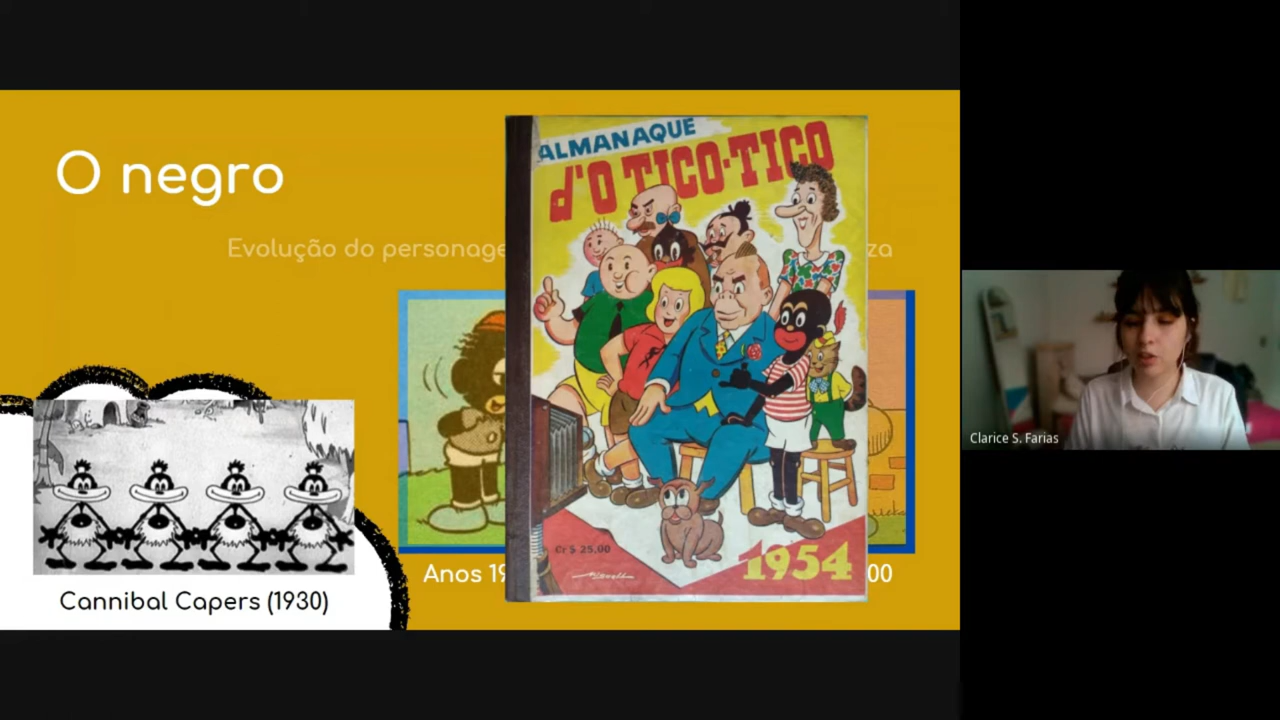 O negro
Evolução do personage
za
ALMANAQUE
d'O TICO-TICO
Cr$ 25,00
1954
Anos 19
00
Cannibal Capers (1930)
Clarice S. Farias